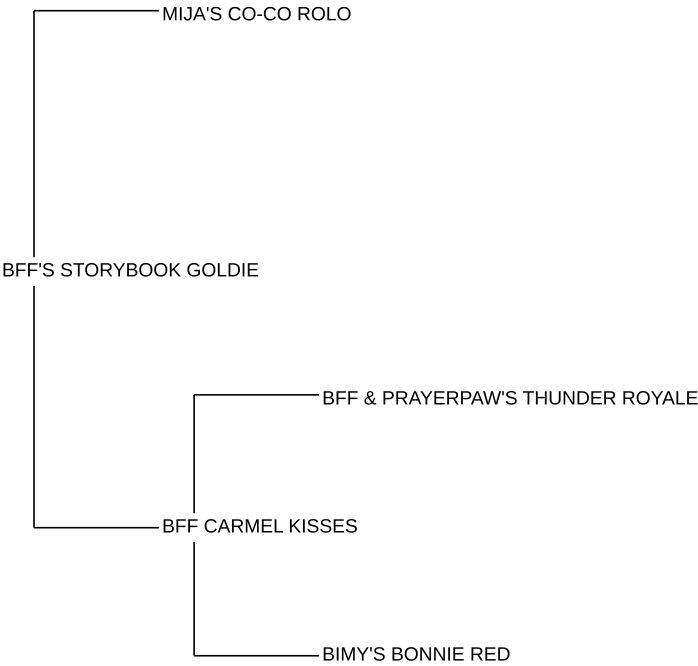 MIJA'S CO-CO ROLO
BFF'S STORYBOOK GOLDIE
BFF & PRAYERPAW'S THUNDER ROYALE
BFF CARMEL KISSES
BIMY'S BONNIE RED